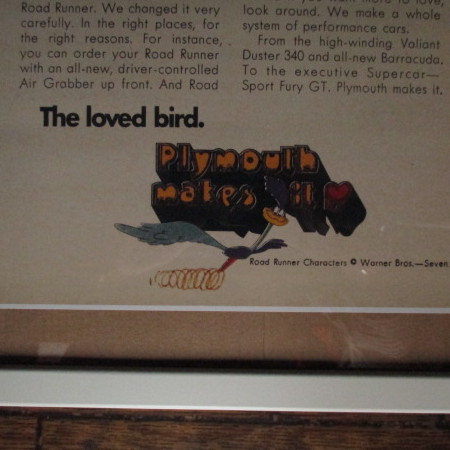 Road Runner. We changed it very
carefully. In the right places, for
the right reasons. For instance,
you can order your Road Runner
with an all-new, driver-controlled
Air Grabber up front. And Road
look around. We make a whole
system of performance cars.
From the high-winding Valiant
Duster 340 and all-new Barracuda.
To the executive Supercar—
Sport Fury GT. Plymouth makes it.
The loved bird.
Plymouth
makes it
Road Runner Characters © Warner Bros.—Seven